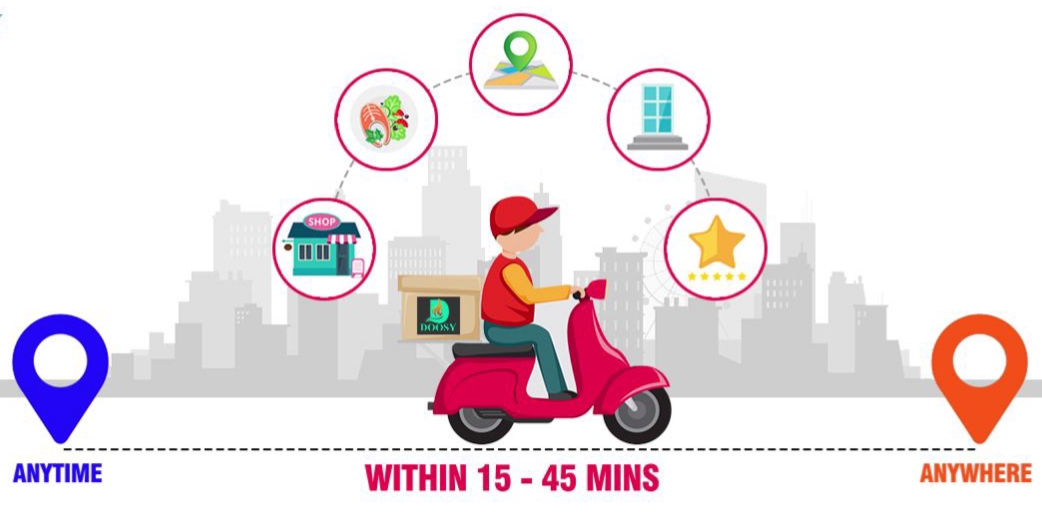 SHOP
DOOSY
ANYTIME
WITHIN 15 - 45 MINS
ANYWHERE